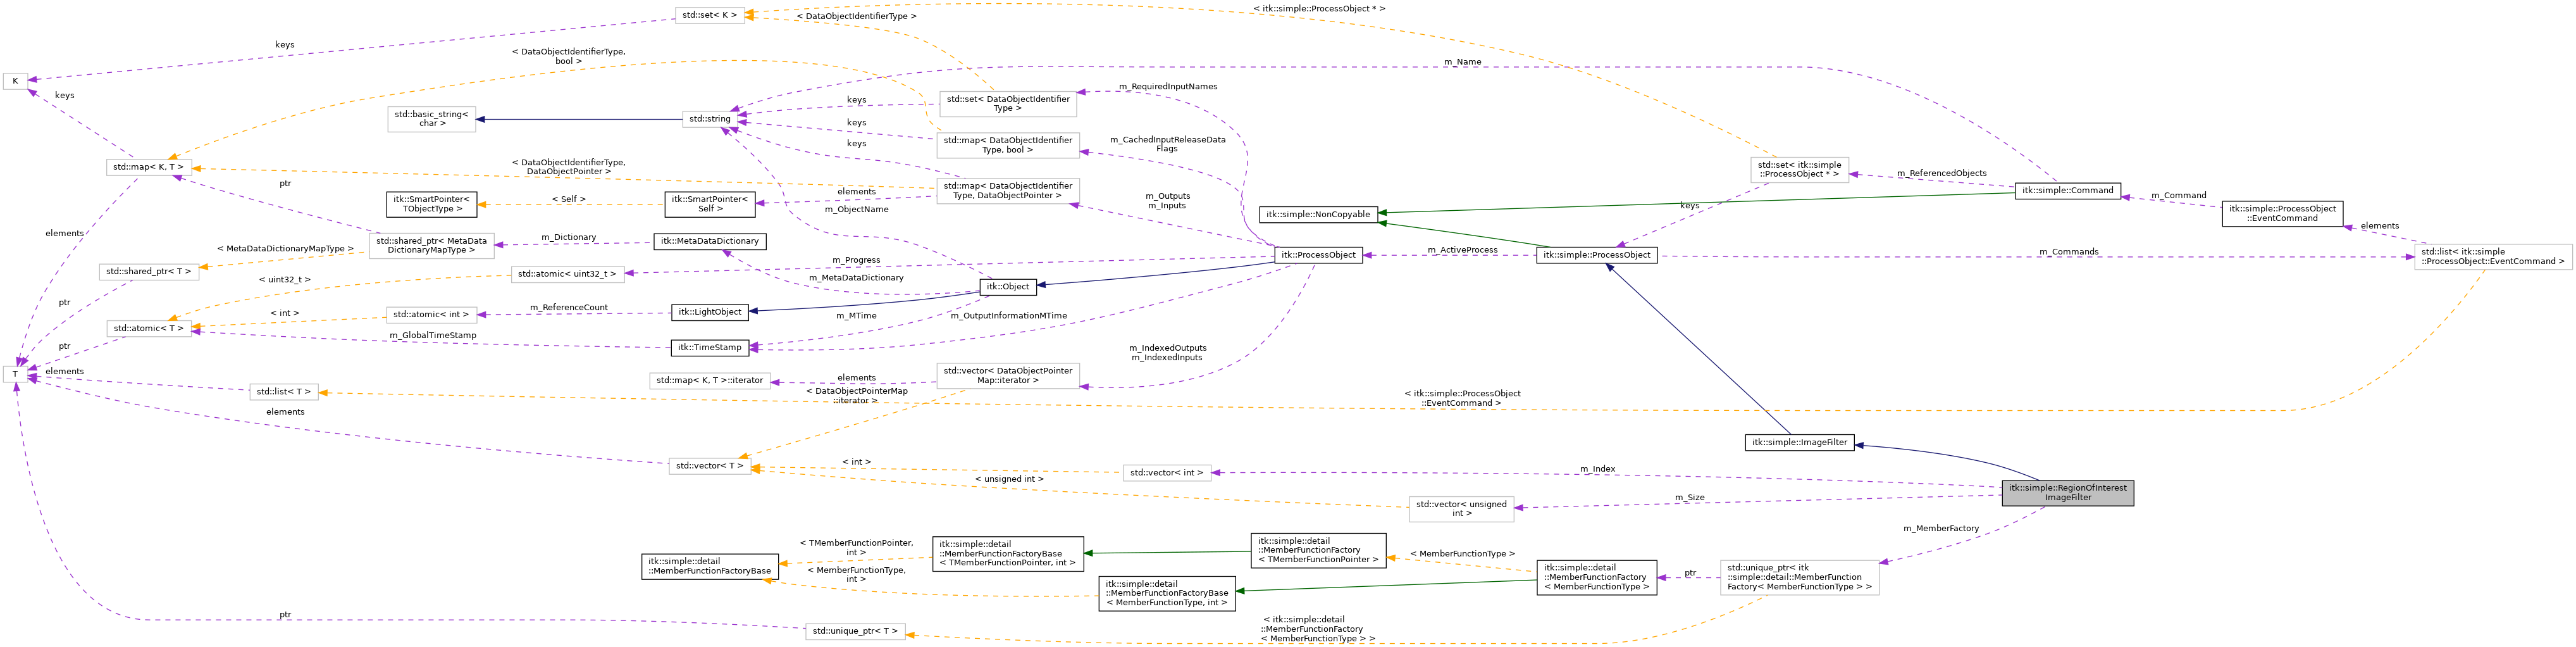 std::set< K >
< DataObjectIdentifierType >
< itk::simple::ProcessObject * >
keys
< DataObjectIdentifierType,
bool >
m_Name
K
keys
std::basic_string<
char >
std::string
keys
std::set< DataObjectIdentifier
Type >
m_RequiredInputNames
keys
std::map< DataObjectIdentifier
Type, bool >
m_CachedInputReleaseData
Flags
keys
std::map< K, T >
< DataObjectIdentifierType,
DataObjectPointer >
std::set< itk::simple
::ProcessObject * >
m_ReferencedObjects
itk::simple::Command
m_Command
itk::simple::ProcessObject
::EventCommand
elements
ptr
itk::SmartPointer<
TObjectType >
< Self >
itk::SmartPointer<
Self >
elements
std::map< DataObjectIdentifier
Type, DataObjectPointer >
m_Outputs
m_Inputs
m_ObjectName
itk::simple::NonCopyable
keys
elements
std::shared_ptr< MetaData
DictionaryMapType >
m_Dictionary
itk::MetaDataDictionary
< MetaDataDictionaryMapType >
itk::ProcessObject
m_ActiveProcess
itk::simple::ProcessObject
m_Commands
std::list< itk::simple
::ProcessObject::EventCommand >
std::shared_ptr< T >
std::atomic< uint32_t >
m_Progress
m_MetaDataDictionary
< uint32_t >
itk::Object
ptr
< int >
std::atomic< int >
m_ReferenceCount
itk::LightObject
m_MTime
m_OutputInformationMTime
std::atomic< T >
m_GlobalTimeStamp
itk::TimeStamp
ptr
m_IndexedOutputs
m_IndexedInputs
T
elements
std::map< K, T >::iterator
elements
std::vector< DataObjectPointer
Map::iterator >
std::list< T >
< DataObjectPointerMap
::iterator >
< itk::simple::ProcessObject
::EventCommand >
elements
itk::simple::ImageFilter
std::vector< T >
< int >
std::vector< int >
m_Index
< unsigned int >
itk::simple::RegionOfInterest
ImageFilter
std::vector< unsigned
int >
m_Size
m_MemberFactory
itk::simple::detail
::MemberFunctionFactoryBase
< TMemberFunctionPointer,
int >
itk::simple::detail
::MemberFunctionFactoryBase
< TMemberFunctionPointer, int >
itk::simple::detail
::MemberFunctionFactory
< TMemberFunctionPointer >
< MemberFunctionType >
< MemberFunctionType,
int >
itk::simple::detail
::MemberFunctionFactoryBase
< MemberFunctionType, int >
itk::simple::detail
::MemberFunctionFactory
< MemberFunctionType >
ptr
std::unique_ptr< itk
::simple::detail::MemberFunction
Factory< MemberFunctionType > >
ptr
std::unique_ptr< T >
< itk::simple::detail
::MemberFunctionFactory
< MemberFunctionType > >